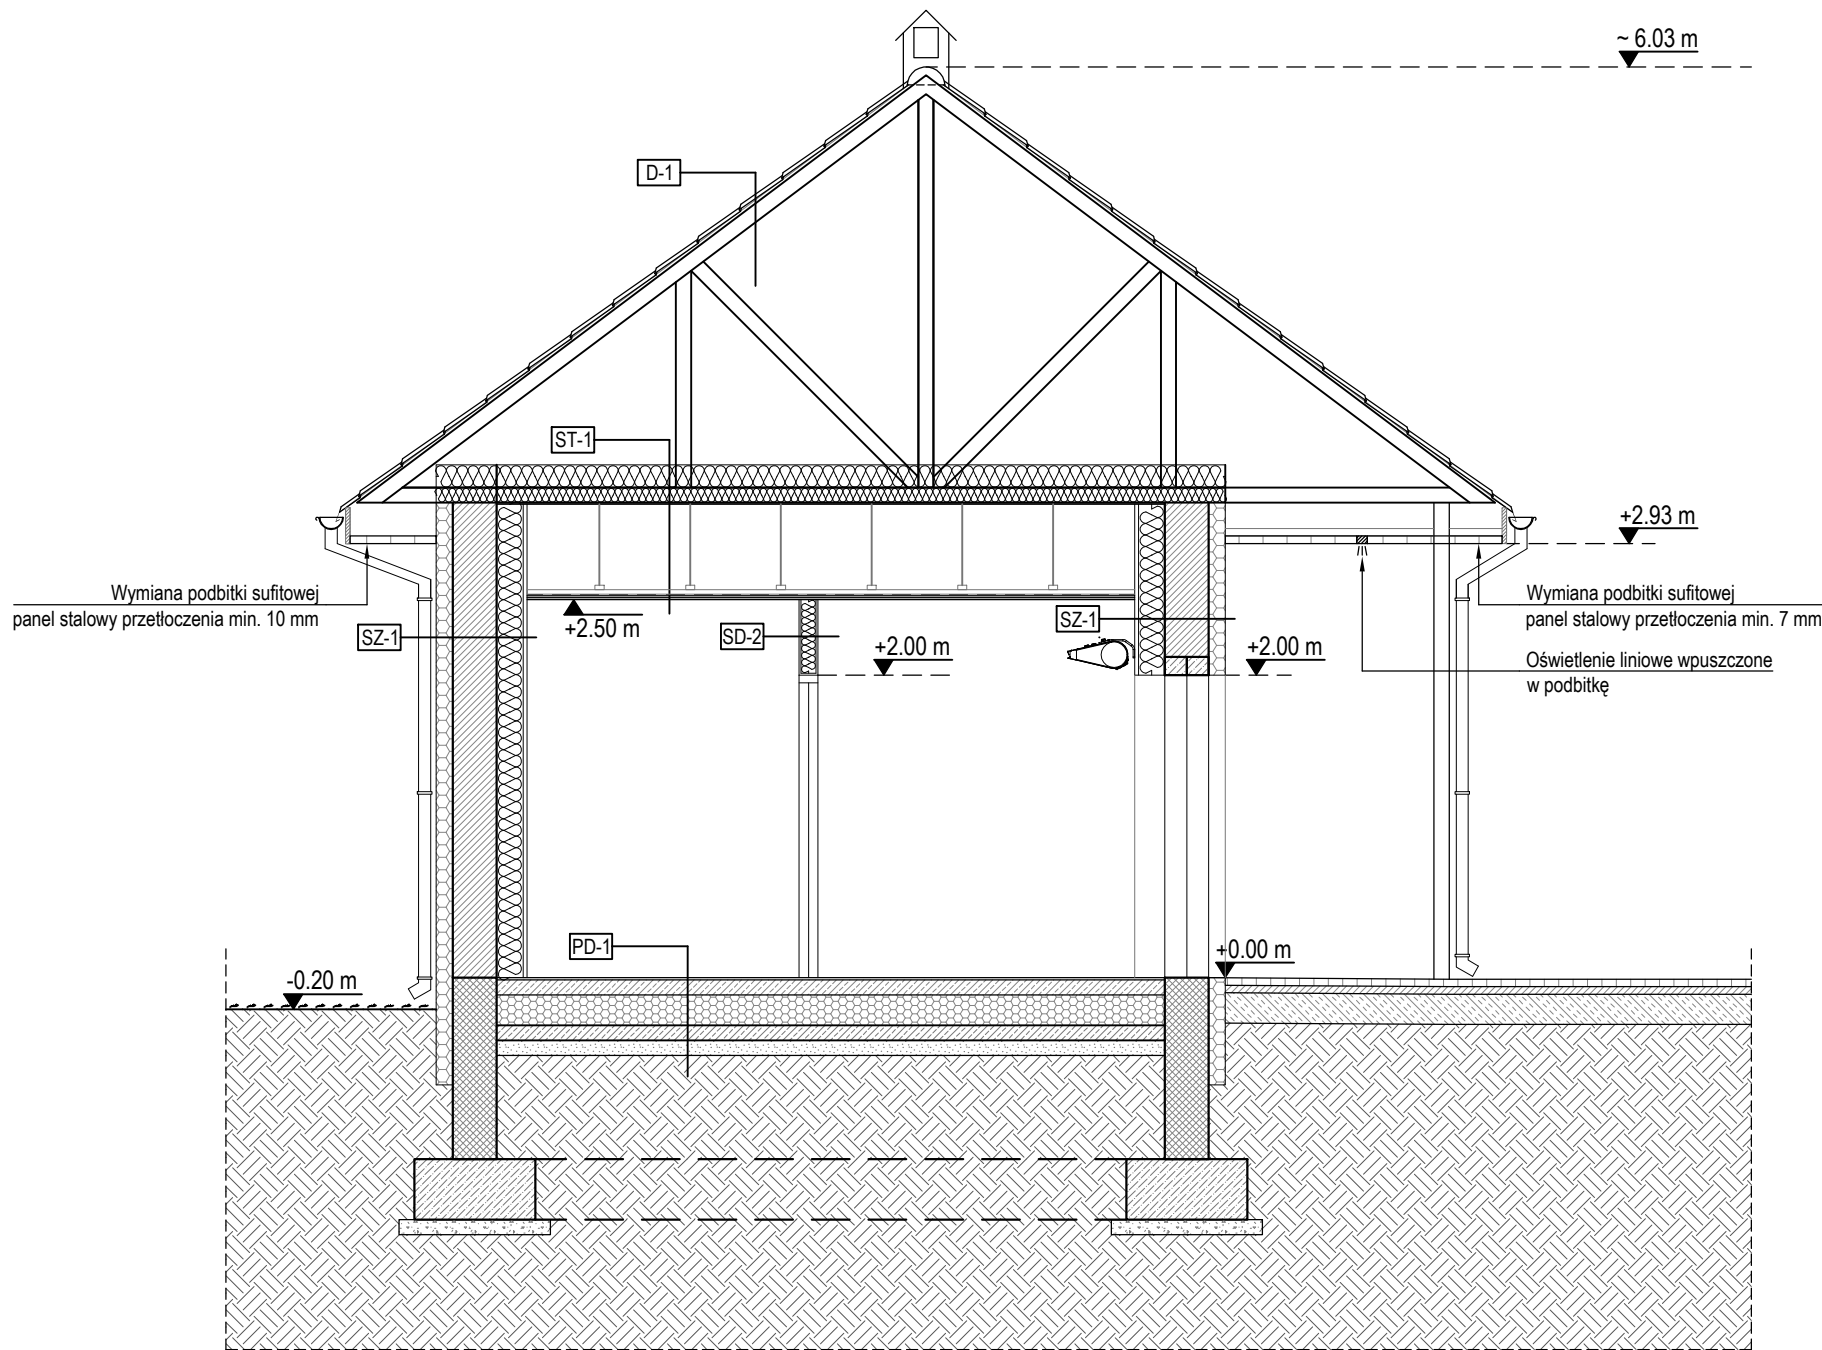 ~ 6.03 m
D-1
ST-1
+2.93 m
Wymiana podbitki sufitowej
panel stalowy przetłoczenia min. 10 mm
Wymiana podbitki sufitowej
panel stalowy przetłoczenia min. 7 mm
+2.50 m
SZ-1
SD-2
SZ-1
+2.00 m
+2.00 m
Oświetlenie liniowe wpuszczone
w podbitkę
PD-1
+0.00 m
-0.20 m